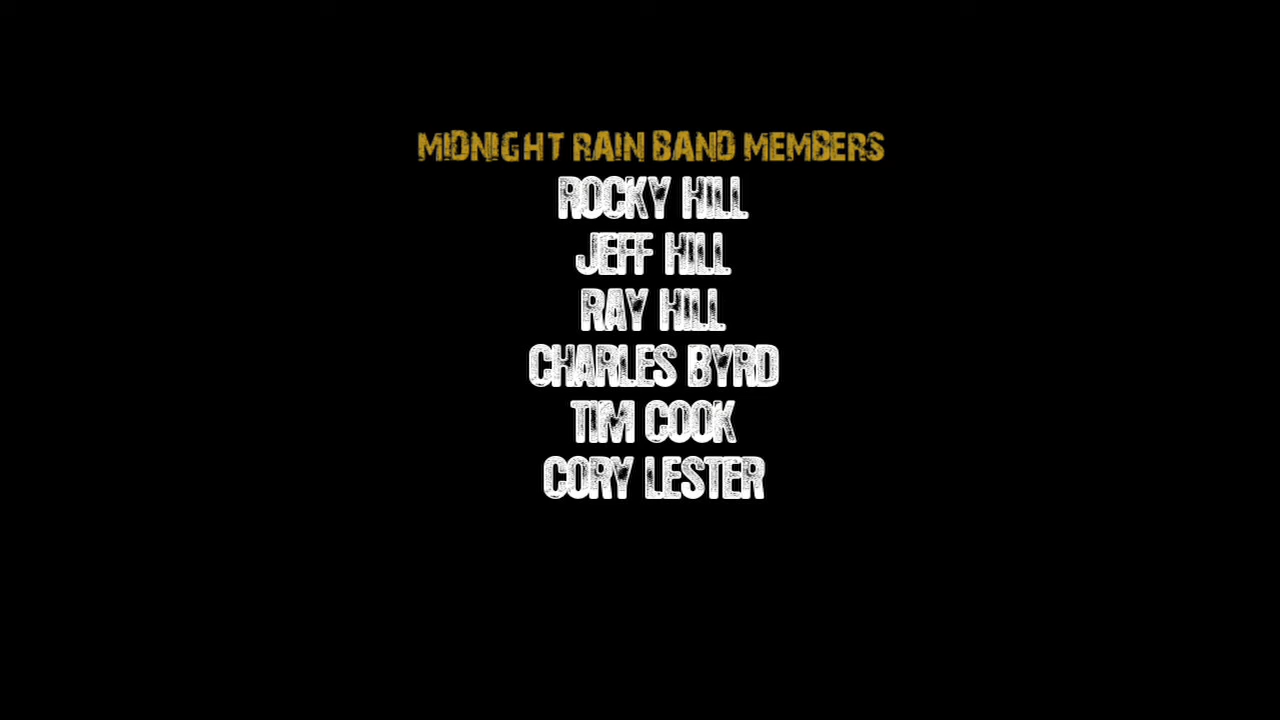 MIDNIGHT RAIN BAND MEMBERS
ROCKY HILL
JEFF HILL
RAY HILL
CHARLES BYRD
TIM COOK
CORY LESTER